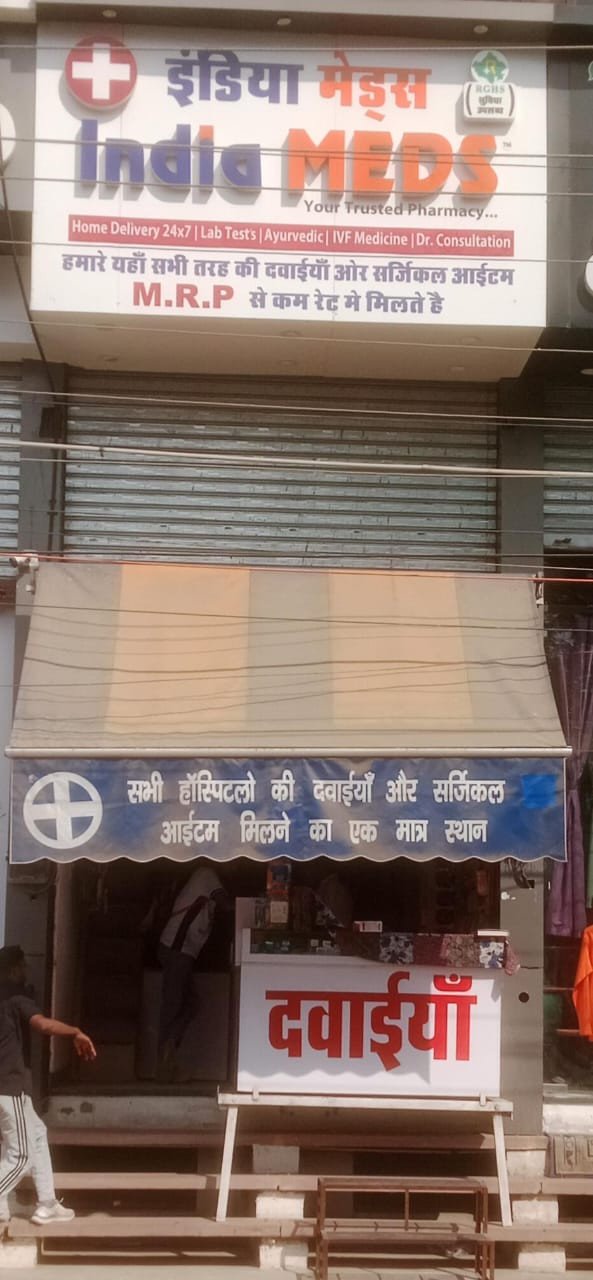 इंडिया मेड्स
RGHS
सुविधा
उपलब्ध
India MEDS™
Your Trusted Pharmacy...
Home Delivery 24x7 | Lab Test's | Ayurvedic | IVF Medicine | Dr. Consultation
हमारे यहाँ सभी तरह की दवाईयाँ ओर सर्जिकल आईटम
M.R.P से कम रेट मे मिलते है
सभी हॉस्पिटलो की दवाईयाँ और सर्जिकल
आईटम मिलने का एक मात्र स्थान
दवाईयाँ